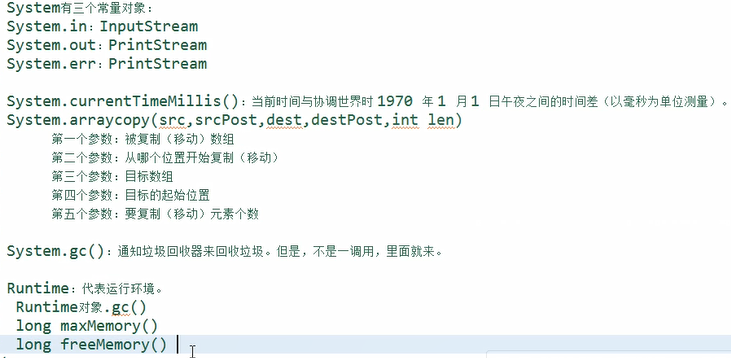 System有三个常量对象：
System.in：InputStream
System.out：PrintStream
System.err：PrintStream
System.currentTimeMillis()：当前时间与协调世界时 1970 年 1 月 1 日午夜之间的时间差（以毫秒为单位测量）。
System.arraycopy(src,srcPost,dest,destPost,int len)
第一个参数：被复制（移动）数组
第二个参数：从哪个位置开始复制（移动）
第三个参数：目标数组
第四个参数：目标的起始位置
第五个参数：要复制（移动）元素个数
System.gc()：通知垃圾回收器来回收垃圾。但是，不是一调用，里面就来。
Runtime：代表运行环境。
Runtime对象.gc()
long maxMemory()
long freeMemory()